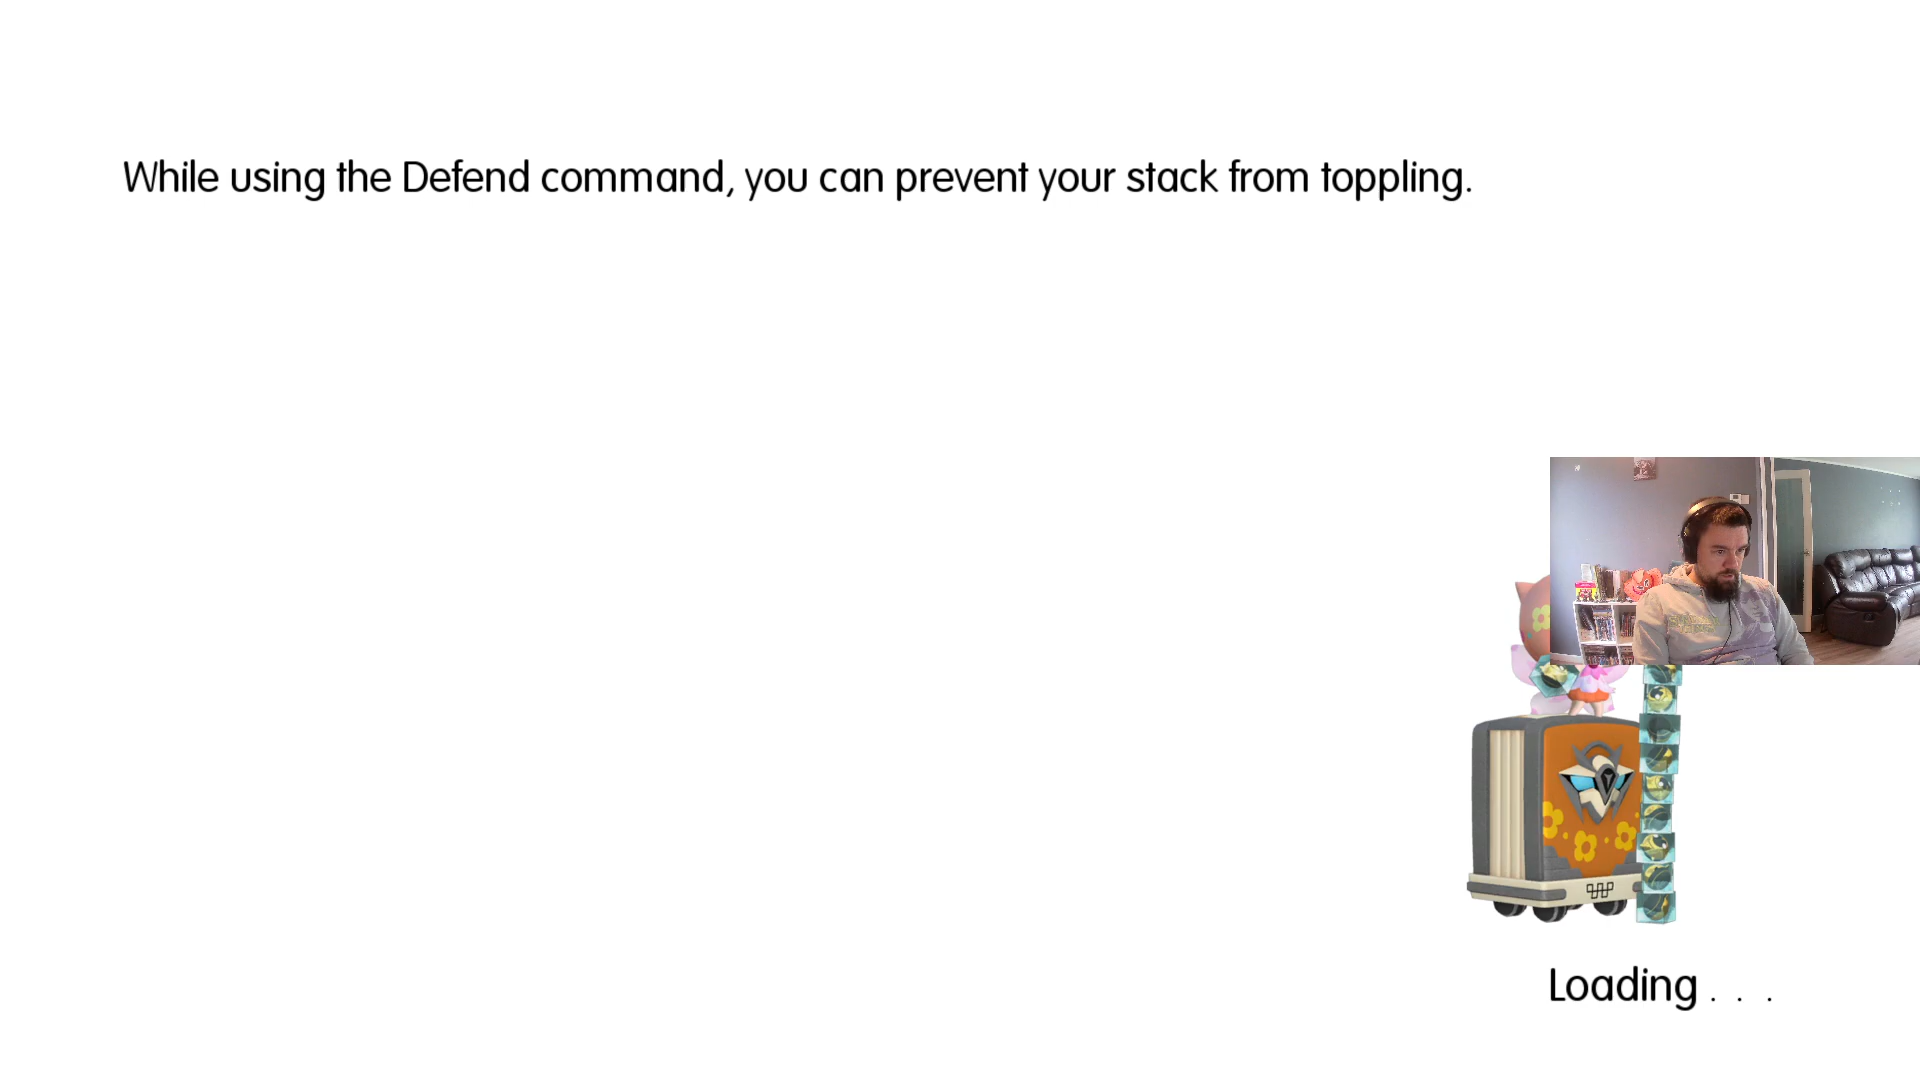 While using the Defend command, you can prevent your stack from toppling.
Loading . . .